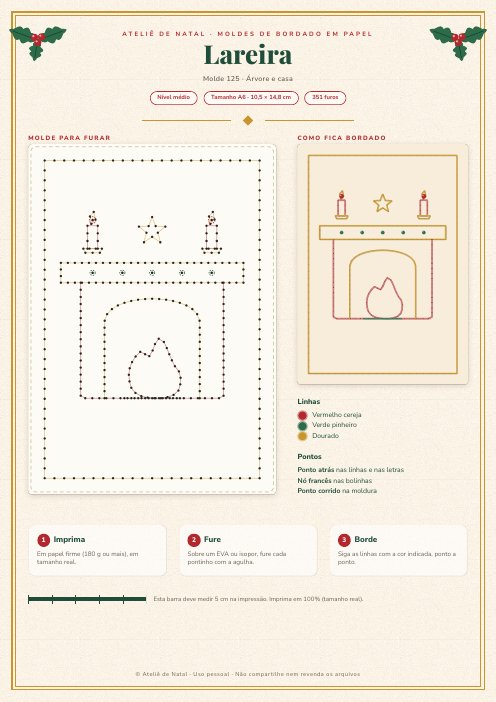 ATELIÊ DE NATAL · MOLDES DE BORDADO EM PAPEL
Lareira
Molde 125 · Árvore e casa
Nível médio
Tamanho A6 · 10,5 × 14,8 cm
351 furos
MOLDE PARA FURAR
COMO FICA BORDADO
Linhas
Vermelho cereja
Verde pinheiro
Dourado
Pontos
Ponto atrás nas linhas e nas letras
Nó francês nas bolinhas
Ponto corrido na moldura
1 Imprima
Em papel firme (180 g ou mais), em
tamanho real.
2 Fure
Sobre um EVA ou isopor, fure cada
pontinho com a agulha.
3 Borde
Siga as linhas com a cor indicada, ponto a
ponto.
Esta barra deve medir 5 cm na impressão. Imprima em 100% (tamanho real).
© Ateliê de Natal · Uso pessoal · Não compartilhe nem revenda os arquivos